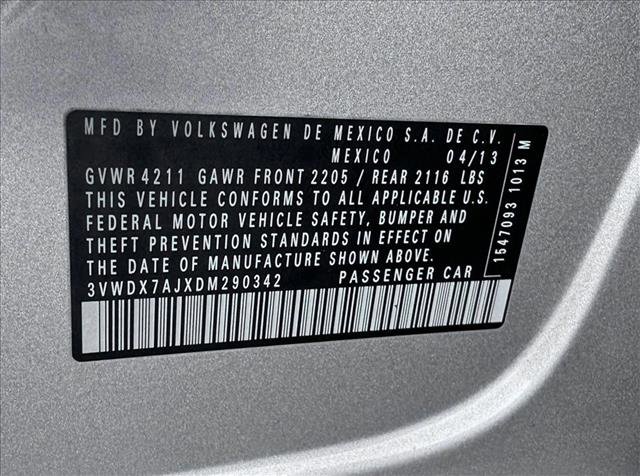 MFD BY VOLKSWAGEN DE MEXICO S.A. DE C.V.
MEXICO 04/13
GVWR 4211 GAWR FRONT 2205 / REAR 2116 LBS
THIS VEHICLE CONFORMS TO ALL APPLICABLE U.S.
FEDERAL MOTOR VEHICLE SAFETY, BUMPER AND
THEFT PREVENTION STANDARDS IN EFFECT ON
THE DATE OF MANUFACTURE SHOWN ABOVE.
3VWDX7AJXDM290342 PASSENGER CAR
1547093 1013 M